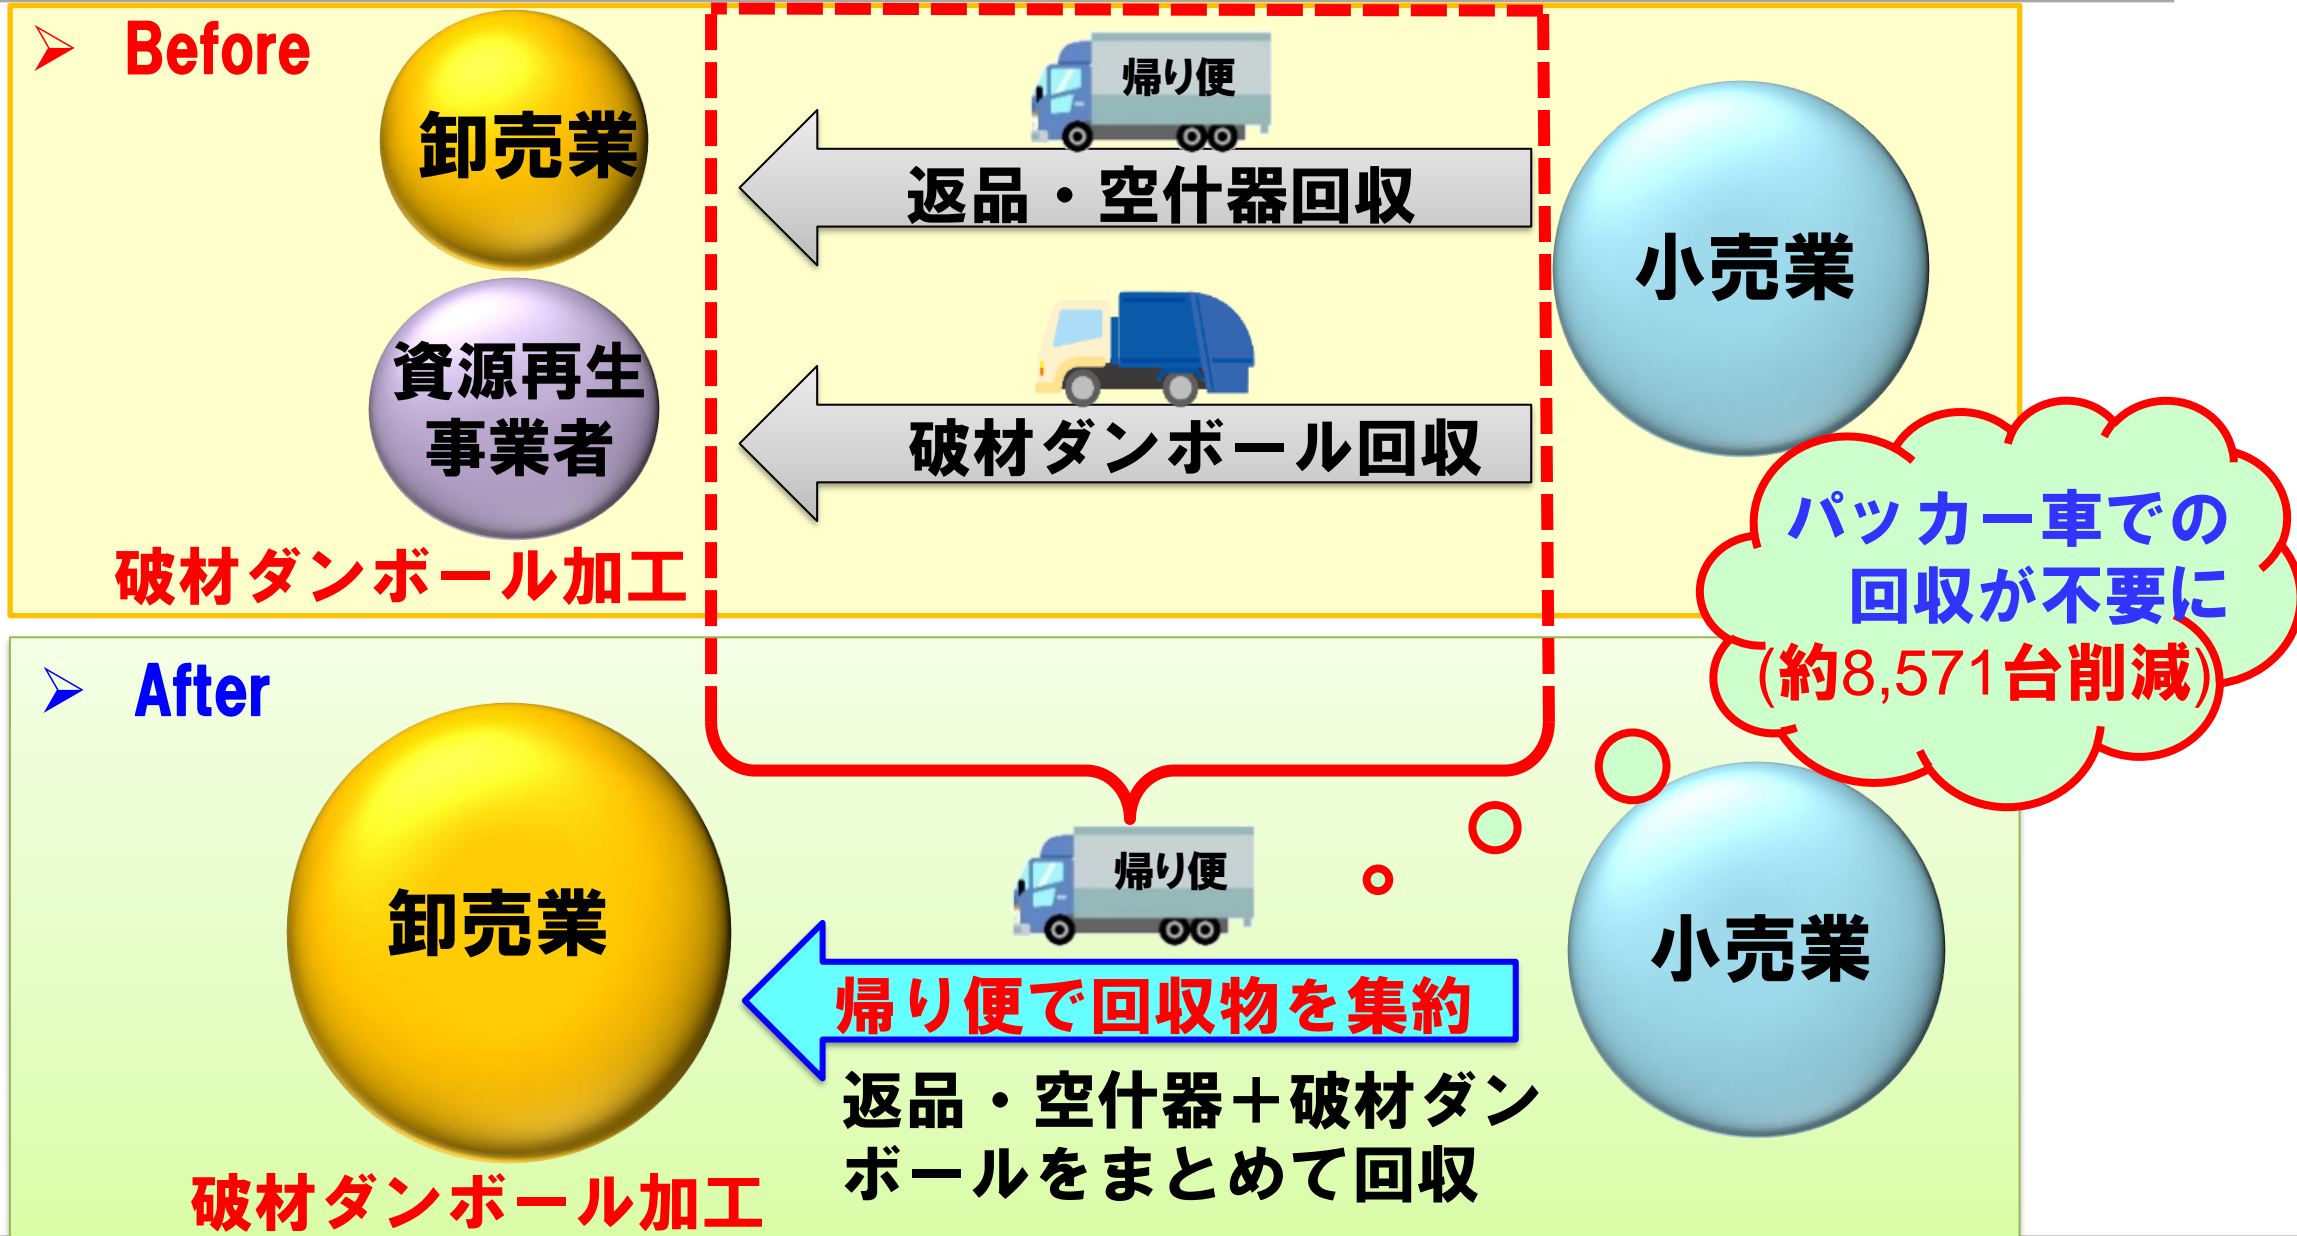 Before
卸売業
帰り便
返品・空什器回収
小売業
資源再生
事業者
破材ダンボール回収
破材ダンボール加工
パッカー車での
回収が不要に
(約8,571台削減)
After
卸売業
帰り便
帰り便で回収物を集約
小売業
返品・空什器＋破材ダン
ボールをまとめて回収
破材ダンボール加工